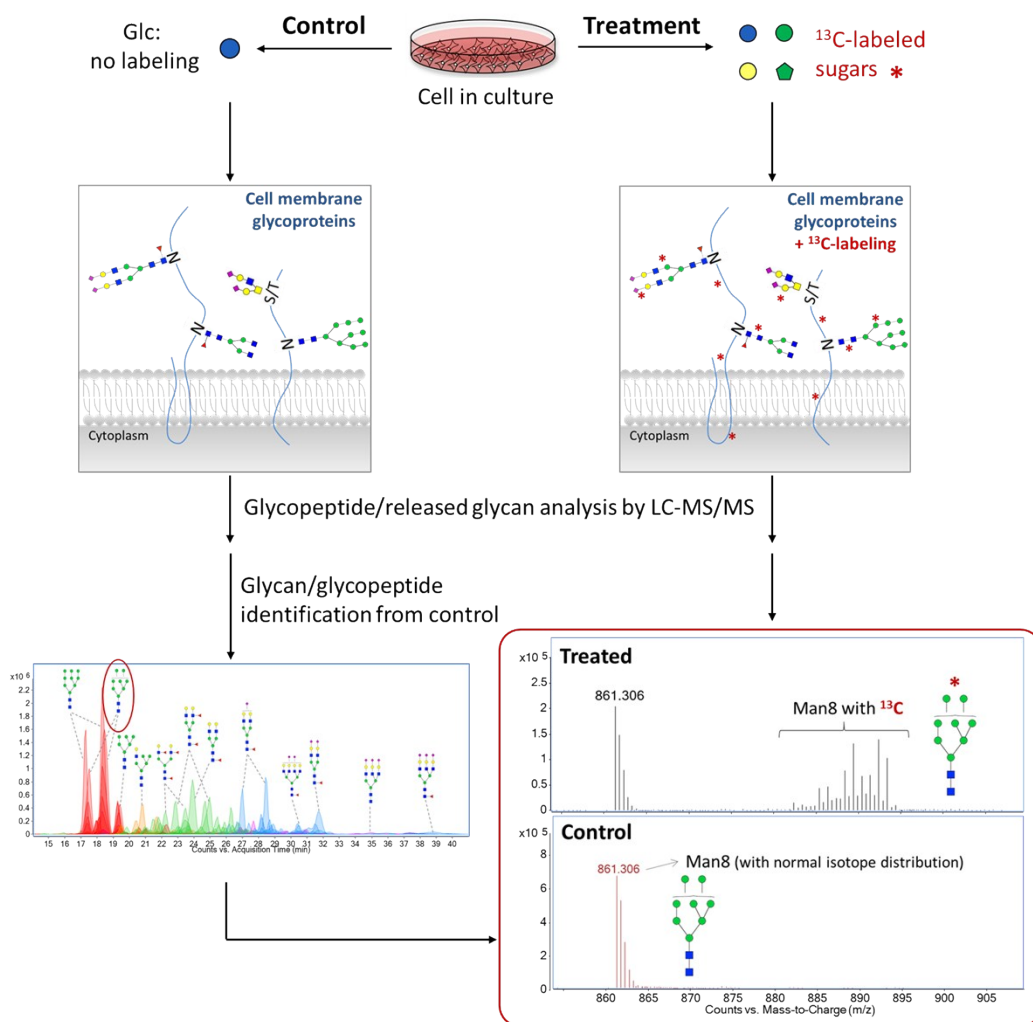 Glc:
no labeling
Control
Cell in culture
Treatment
¹³C-labeled
sugars *
Cell membrane
glycoproteins
N
S/T
N
N
Cytoplasm
Cell membrane
glycoproteins
+ ¹³C-labeling
N
S/T
N
N
Cytoplasm
Glycopeptide/released glycan analysis by LC-MS/MS
Glycan/glycopeptide
identification from control
x10 6
2
1.8
1.6
1.4
1.2
1
0.8
0.6
0.4
0.2
0
15 16 17 18 19 20 21 22 23 24 25 26 27 28 29 30 31 32 33 34 35 36 37 38 39 40
Counts vs. Acquisition Time (min)
Treated
x10 5
3
2.5
2
1.5
1
0.5
0
861.306
Man8 with ¹³C
*
Control
x10 5
8
6
4
2
0
861.306
Man8 (with normal isotope distribution)
860 865 870 875 880 885 890 895 900 905
Counts vs. Mass-to-Charge (m/z)